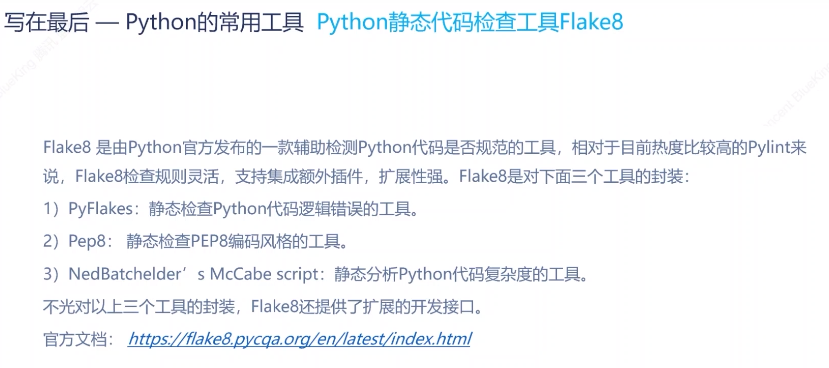 写在最后 — Python的常用工具 Python静态代码检查工具Flake8
Flake8 是由Python官方发布的一款辅助检测Python代码是否规范的工具，相对于目前热度比较高的Pylint来
说，Flake8检查规则灵活，支持集成额外插件，扩展性强。Flake8是对下面三个工具的封装：
1）PyFlakes：静态检查Python代码逻辑错误的工具。
2）Pep8： 静态检查PEP8编码风格的工具。
3）NedBatchelder’s McCabe script：静态分析Python代码复杂度的工具。
不光对以上三个工具的封装，Flake8还提供了扩展的开发接口。
官方文档： https://flake8.pycqa.org/en/latest/index.html